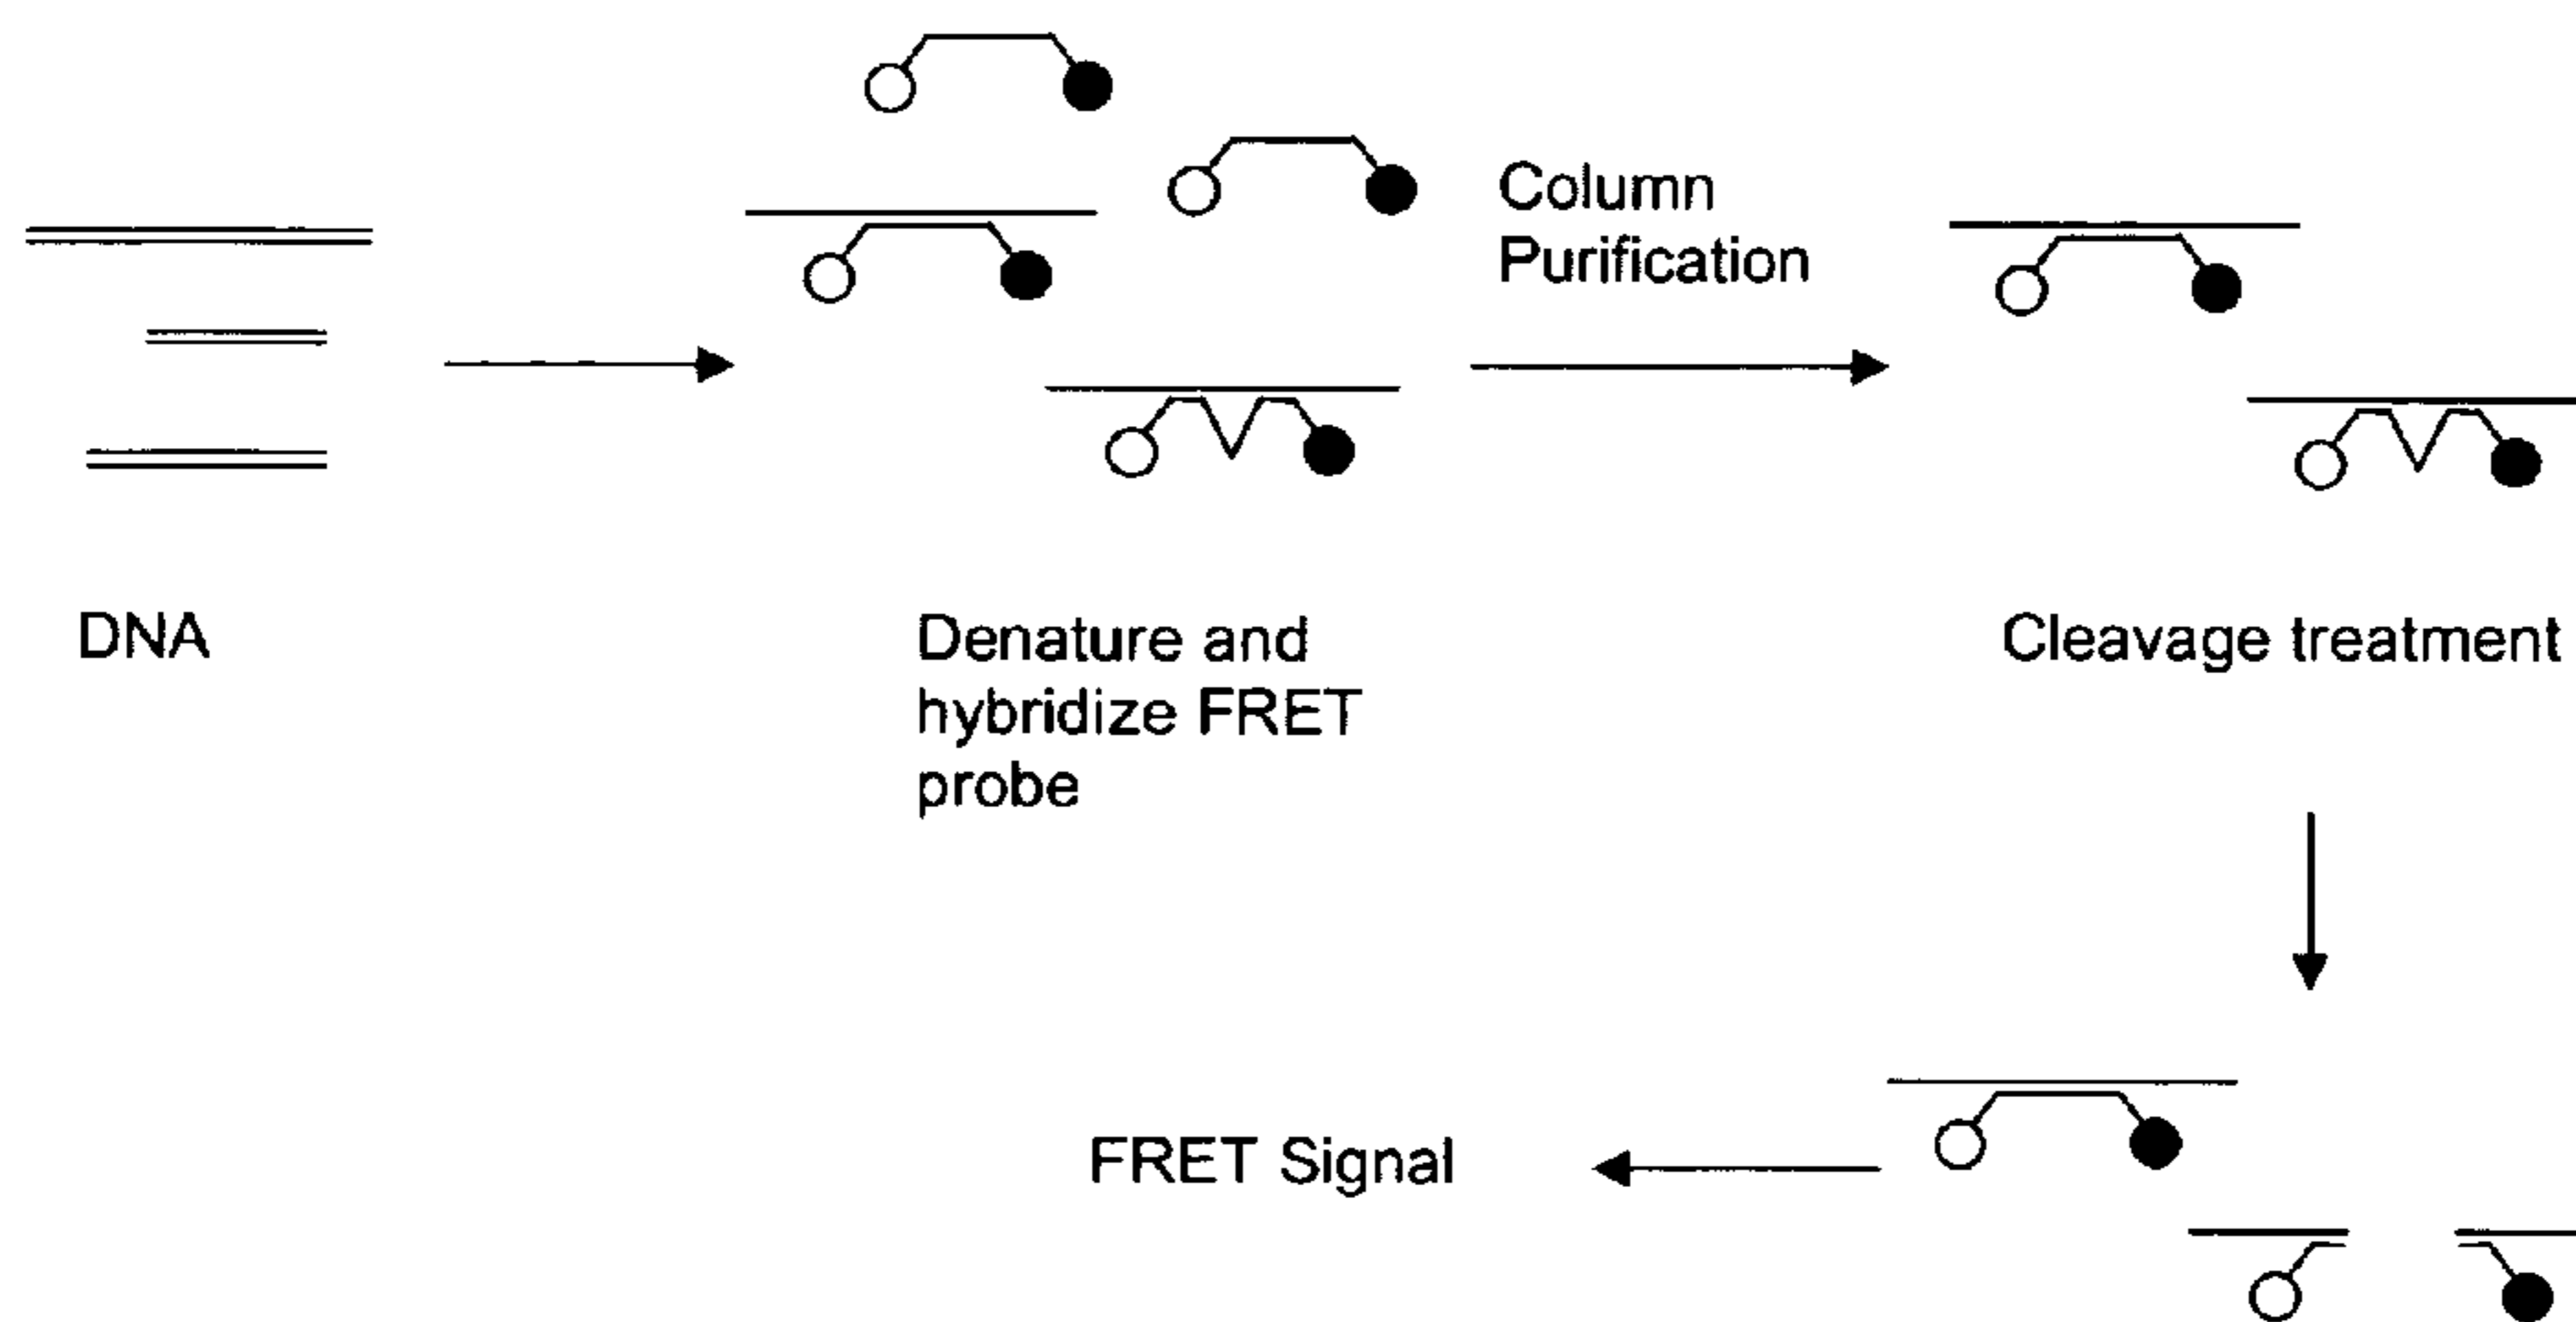 Column
Purification
DNA
Denature and
hybridize FRET
probe
Cleavage treatment
FRET Signal